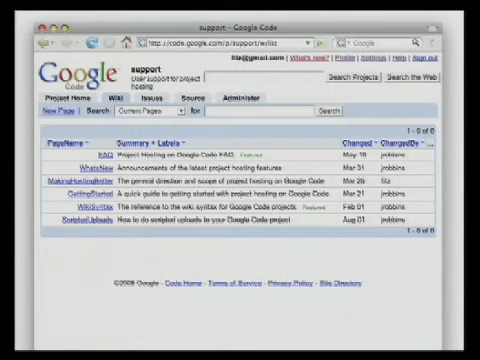 support - Google Code
http://code.google.com/p/support/w/list
Google
fitz@gmail.com | What's new? | Profile | Settings | Help | Sign out
Google
Code
support
User support for project
hosting
Search Projects
Search the Web
Project Home Wiki Issues Source Administer
New Page | Search Current Pages for Search
1 - 6 of 6
PageName Summary + Labels Changed ChangedBy ...
FAQ Project Hosting on Google Code FAQ Featured May 19 jrobbins
WhatsNew Announcements of the latest project hosting features Mar 31 jrobbins
MakingHostingBetter The general direction and scope of project hosting on Google Code Mar 26 fitz
GettingStarted A quick guide to getting started with project hosting on Google Code Mar 21 jrobbins
WikiSyntax The reference to the wiki syntax for Google Code projects. Featured Feb 01 jrobbins
ScriptedUploads How to do scripted uploads to your Google Code project Aug 01 jrobbins
1 - 6 of 6
©2008 Google - Code Home - Terms of Service - Privacy Policy - Site Directory